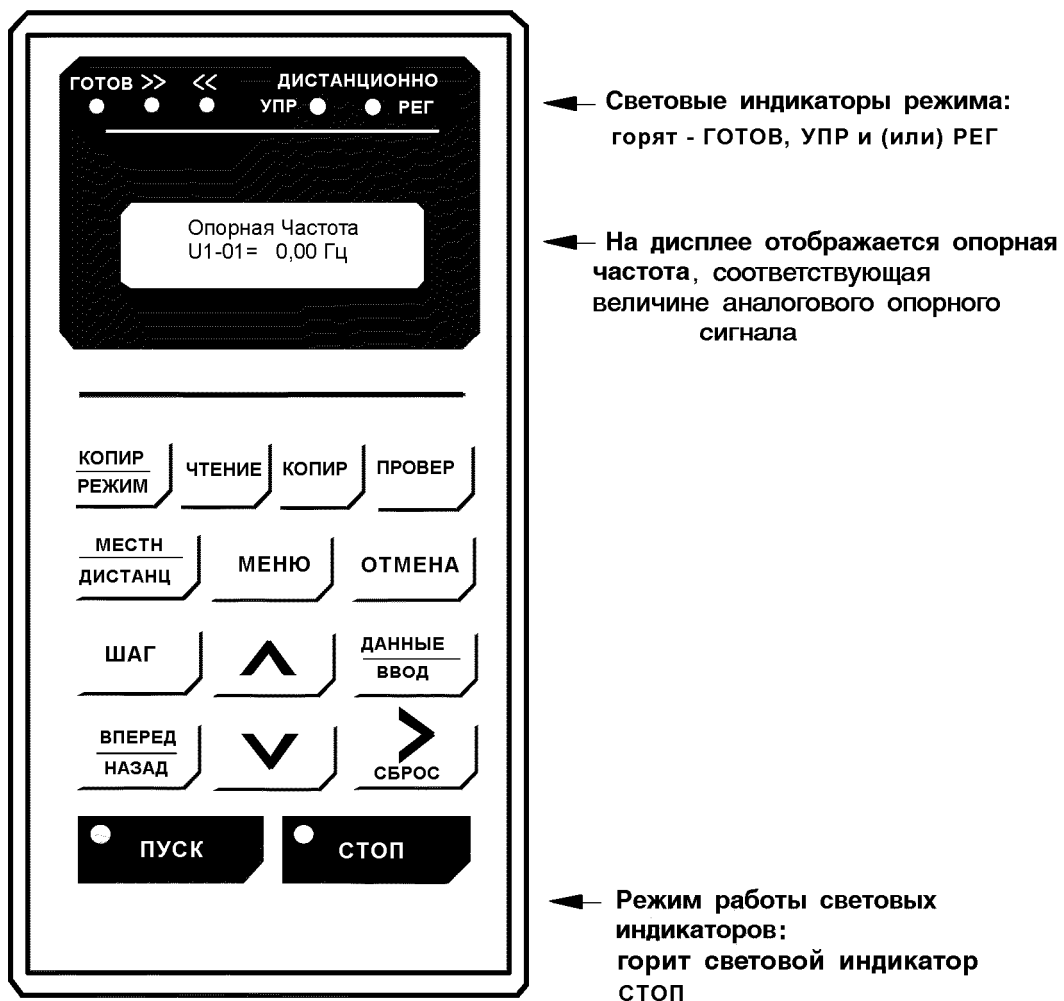 ГОТОВ >> << ДИСТАНЦИОННО
УПР РЕГ
Опорная Частота
U1-01= 0,00 Гц
КОПИР
РЕЖИМ
ЧТЕНИЕ
КОПИР
ПРОВЕР
МЕСТН
ДИСТАНЦ
МЕНЮ
ОТМЕНА
ШАГ
ДАННЫЕ
ВВОД
ВПЕРЕД
НАЗАД
СБРОС
ПУСК
СТОП
Световые индикаторы режима:
горят - ГОТОВ, УПР и (или) РЕГ
На дисплее отображается опорная
частота, соответствующая
величине аналогового опорного
сигнала
Режим работы световых
индикаторов:
горит световой индикатор
СТОП